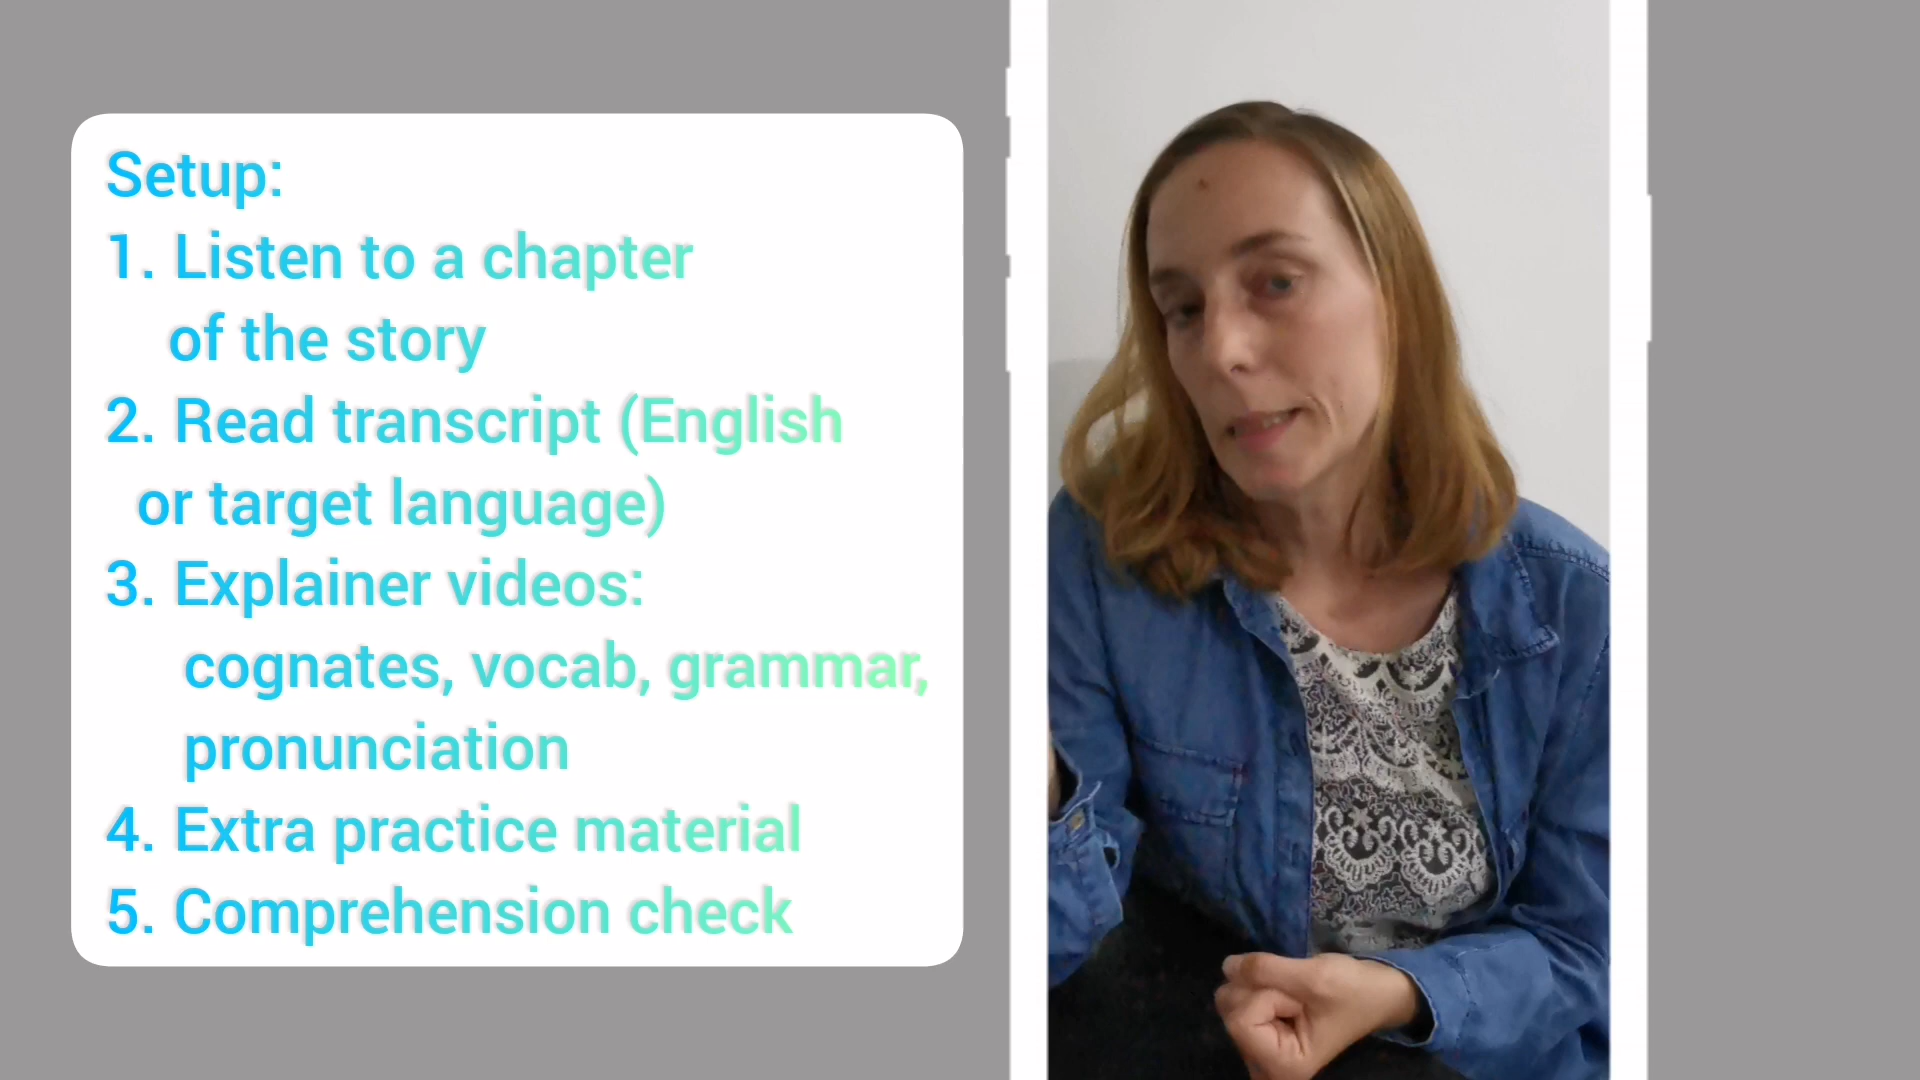 Setup:
1. Listen to a chapter
of the story
2. Read transcript (English
or target language)
3. Explainer videos:
cognates, vocab, grammar,
pronunciation
4. Extra practice material
5. Comprehension check